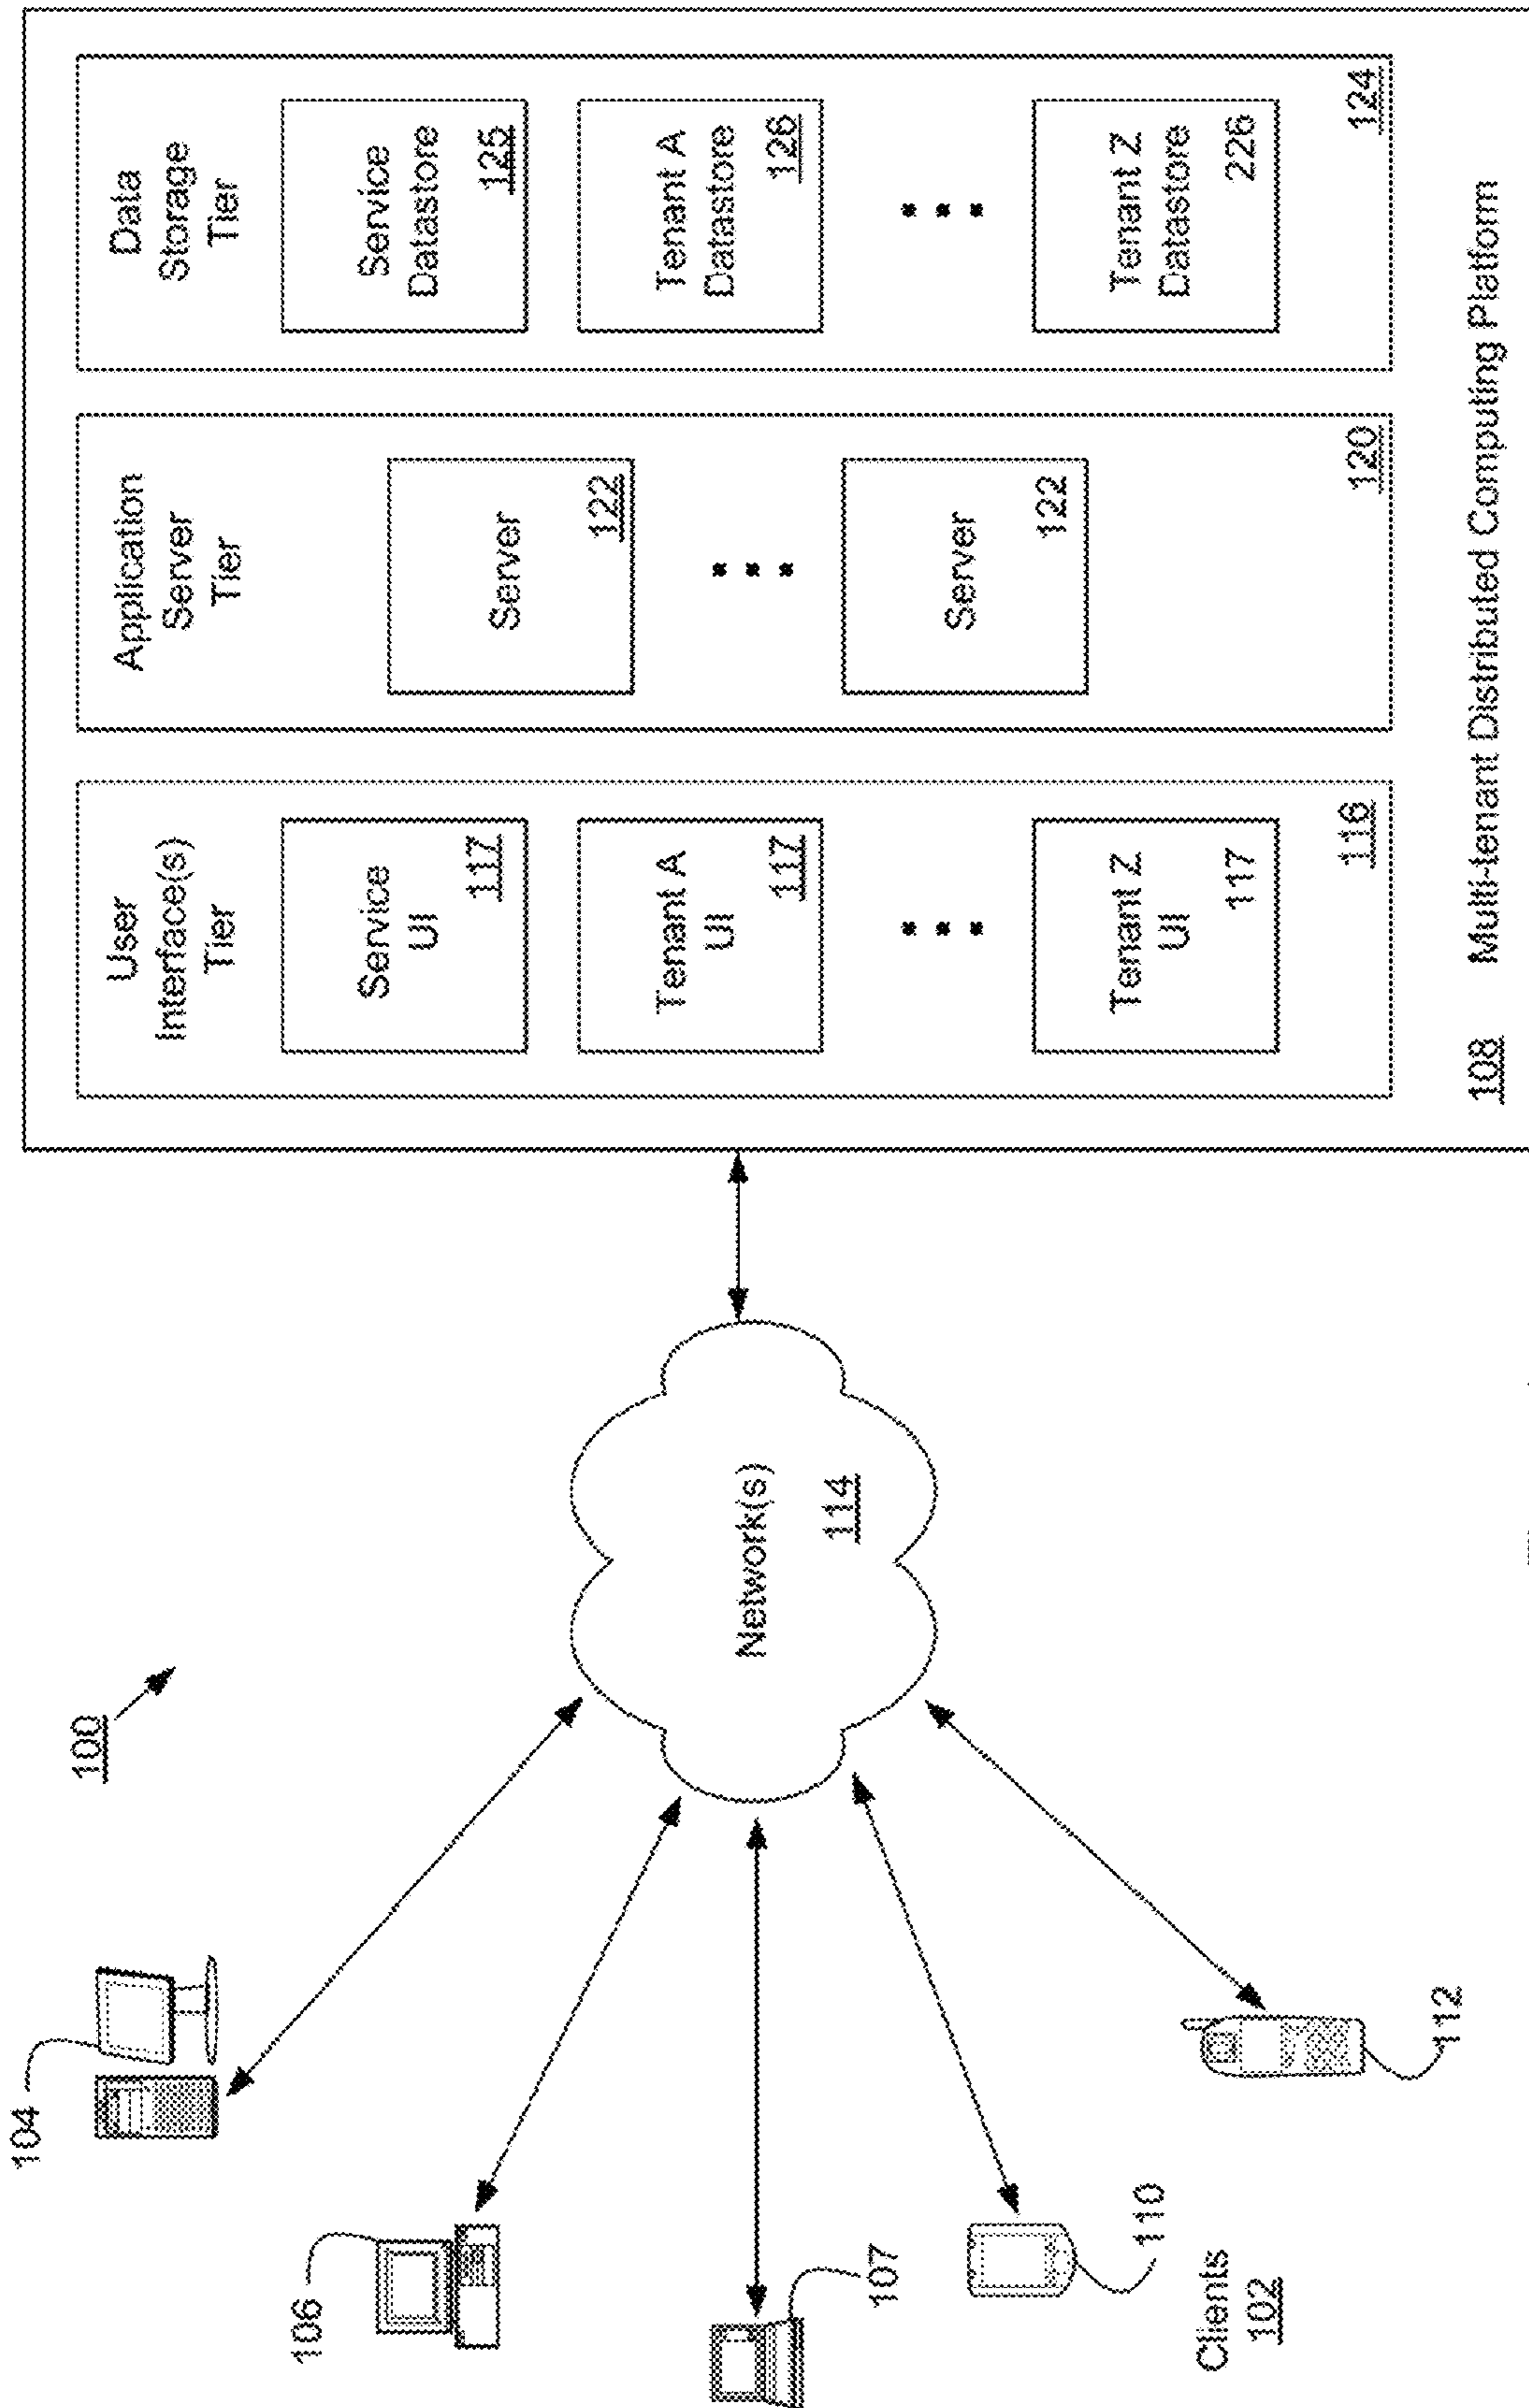 100
104
106
107
110
112
Clients
102
Network(s)
114
User
Interface(s)
Tier
Service
UI
117
Tenant A
UI
117
Tenant Z
UI
117
116
Application
Server
Tier
Server
122
Server
122
120
Data
Storage
Tier
Service
Datastore
125
Tenant A
Datastore
126
Tenant Z
Datastore
226
124
108 Multi-tenant Distributed Computing Platform